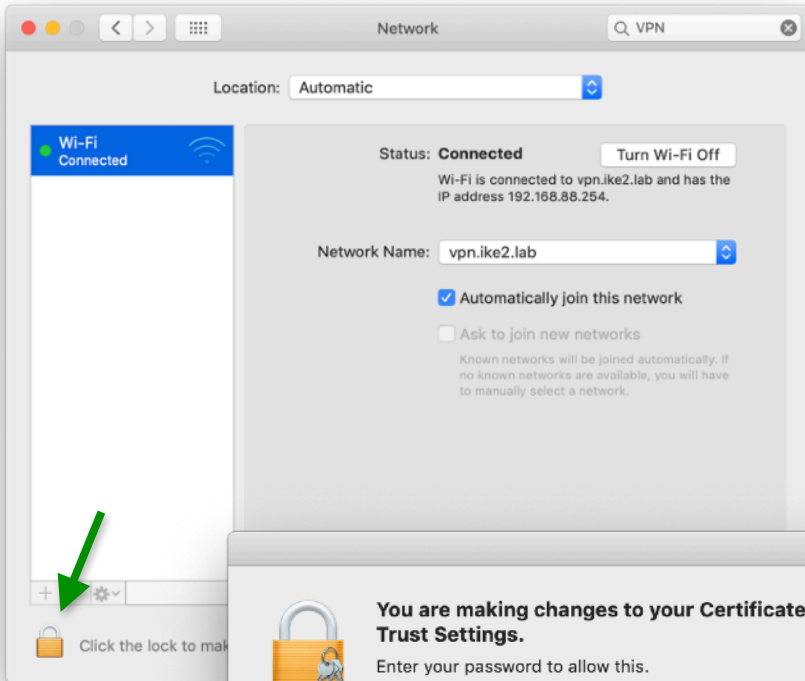 Network
VPN
Location: Automatic
Wi-Fi
Connected
Status: Connected
Turn Wi-Fi Off
Wi-Fi is connected to vpn.ike2.lab and has the
IP address 192.168.88.254.
Network Name: vpn.ike2.lab
Automatically join this network
Ask to join new networks
Known networks will be joined automatically. If
no known networks are available, you will have
to manually select a network.
Click the lock to mak
You are making changes to your Certificate
Trust Settings.
Enter your password to allow this.